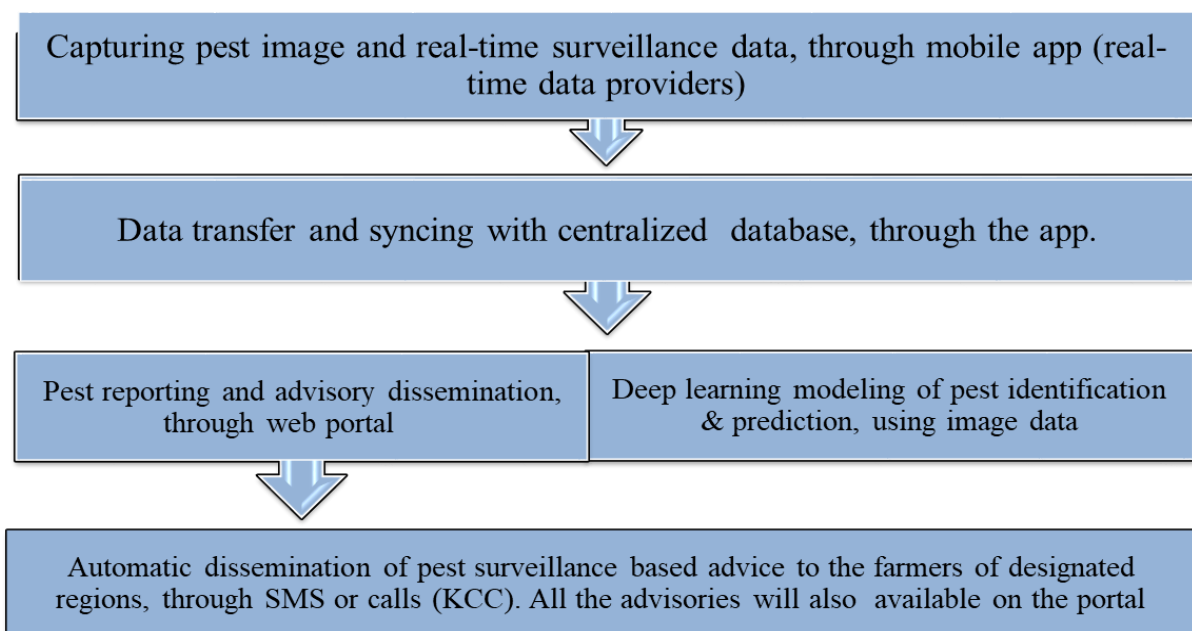 Capturing pest image and real-time surveillance data, through mobile app (real-
time data providers)
Data transfer and syncing with centralized database, through the app.
Pest reporting and advisory dissemination,
through web portal
Deep learning modeling of pest identification
& prediction, using image data
Automatic dissemination of pest surveillance based advice to the farmers of designated
regions, through SMS or calls (KCC). All the advisories will also available on the portal